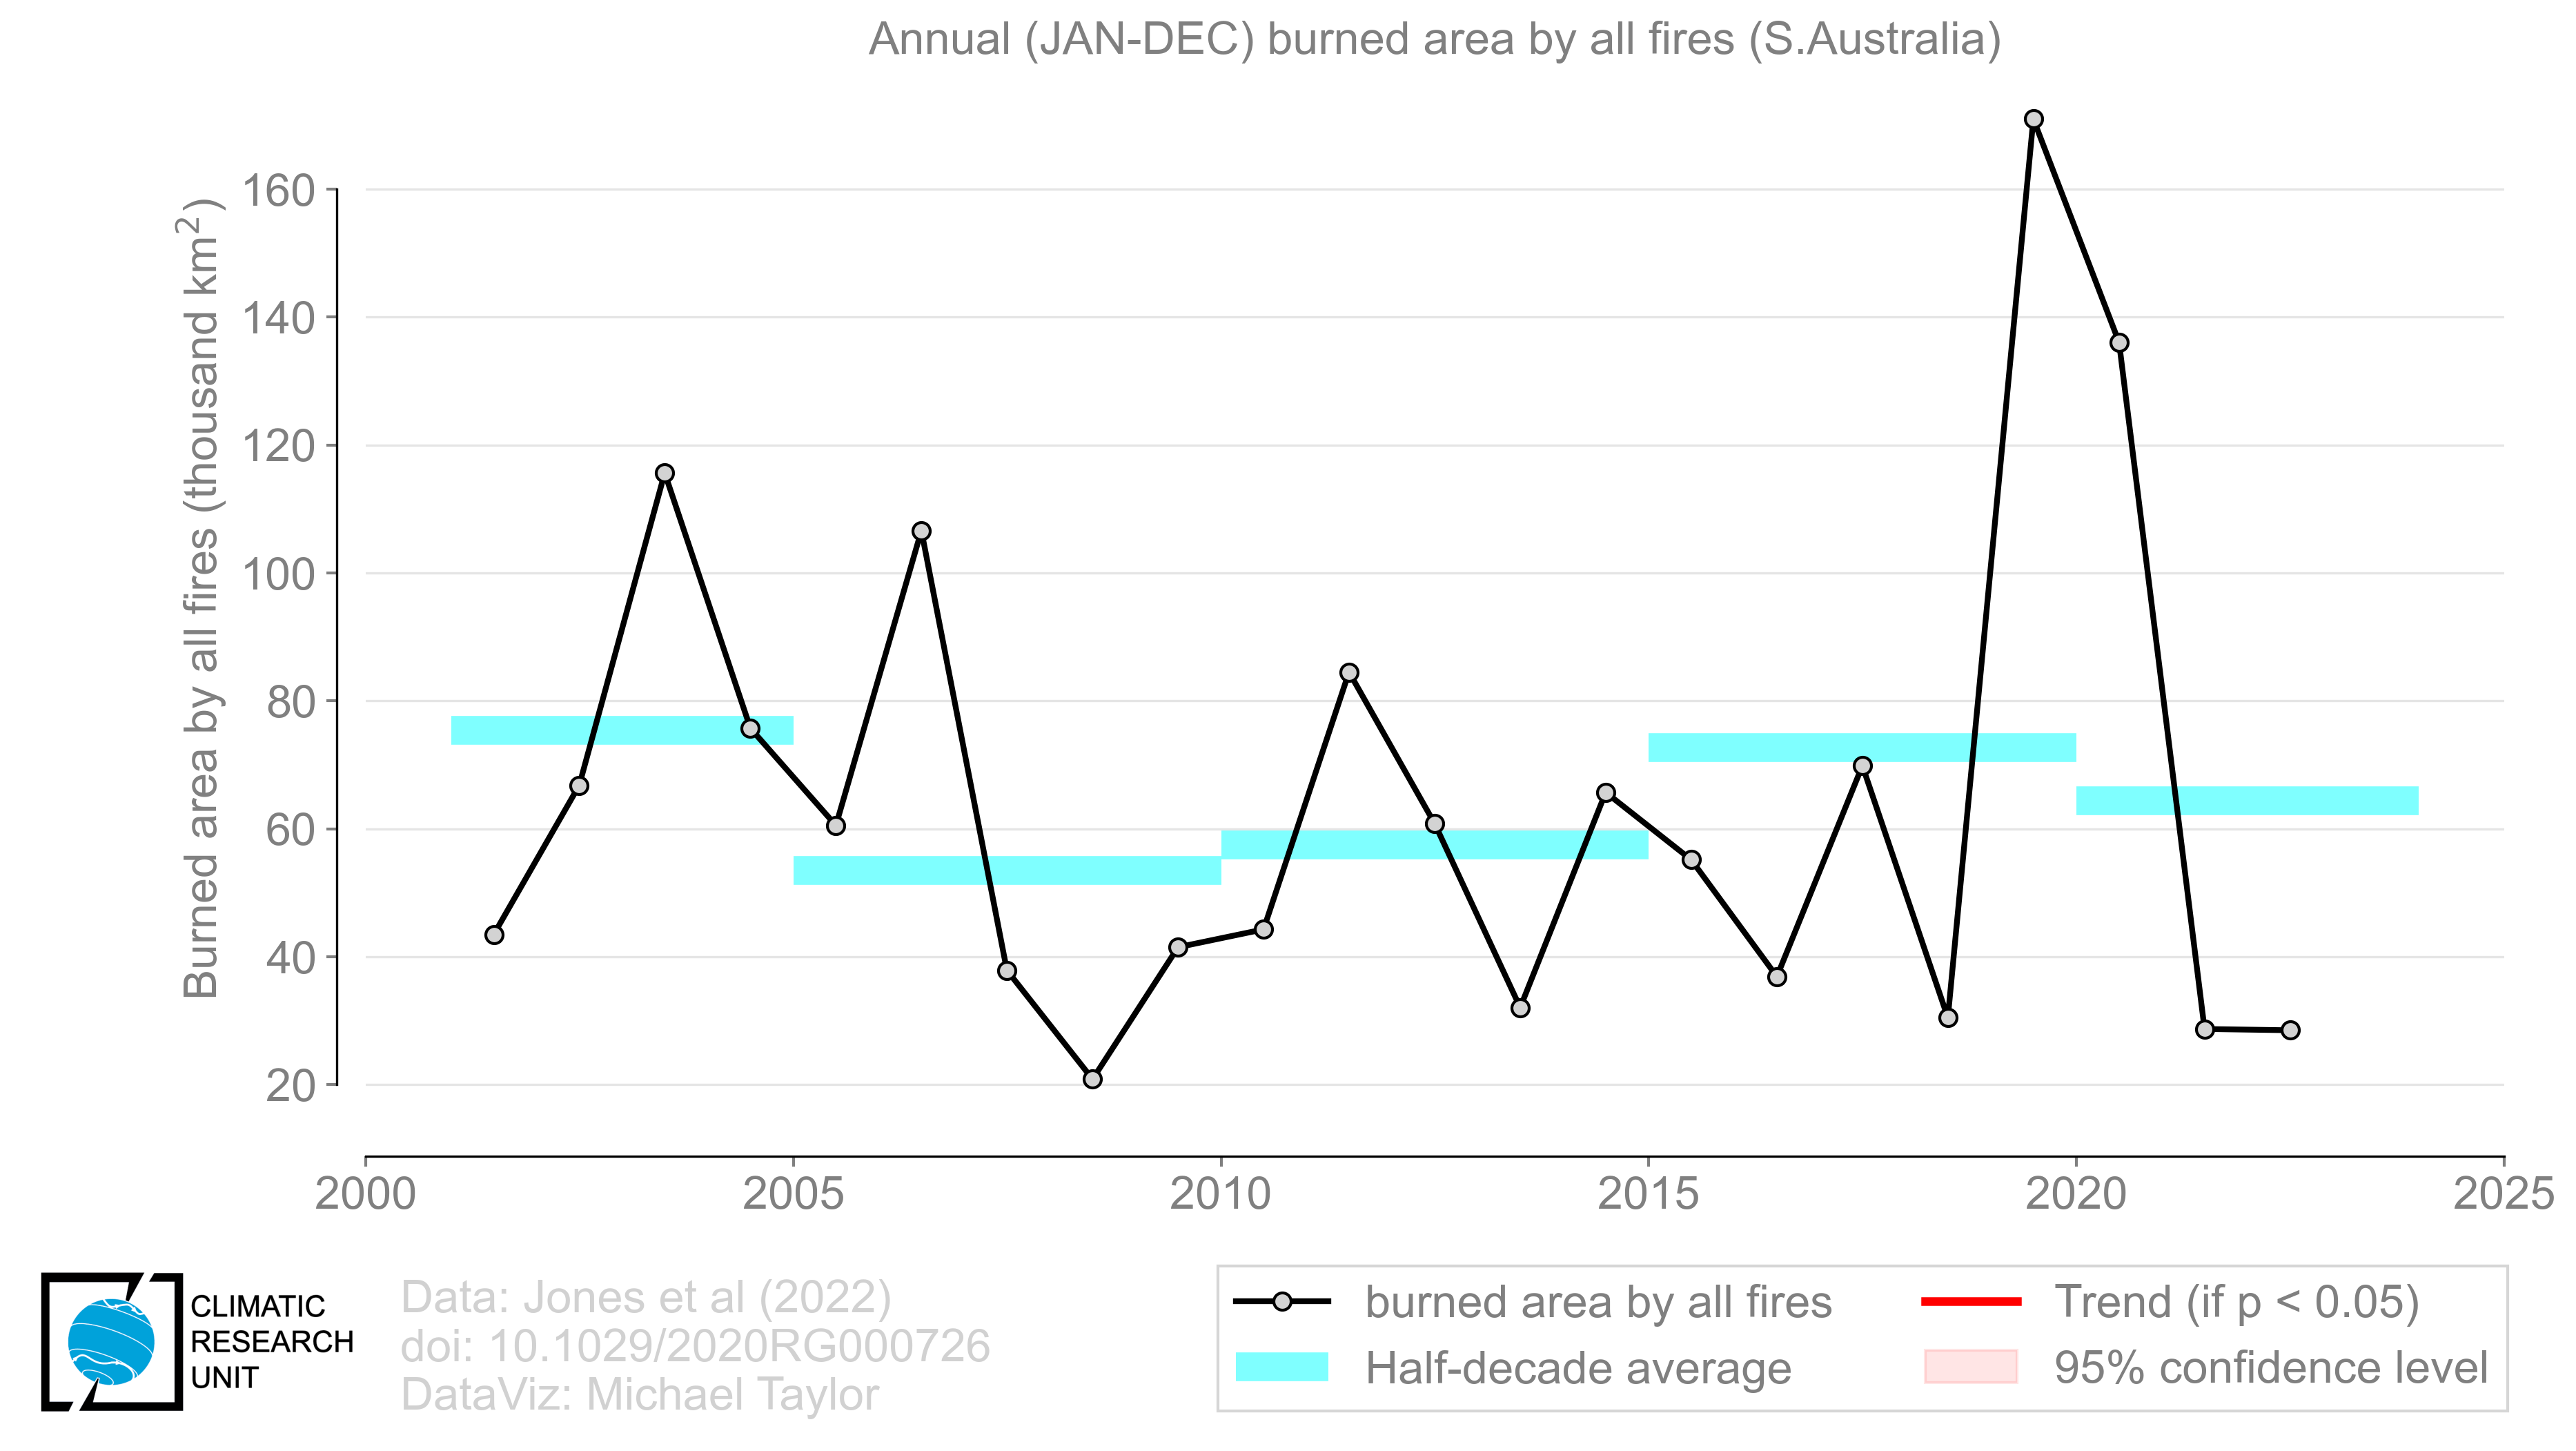 Annual (JAN-DEC) burned area by all fires (S.Australia)
Burned area by all fires (thousand km²)
160
140
120
100
80
60
40
20
2000 2005 2010 2015 2020 2025
CLIMATIC
RESEARCH
UNIT
Data: Jones et al (2022)
doi: 10.1029/2020RG000726
DataViz: Michael Taylor
burned area by all fires
Half-decade average
Trend (if p < 0.05)
95% confidence level